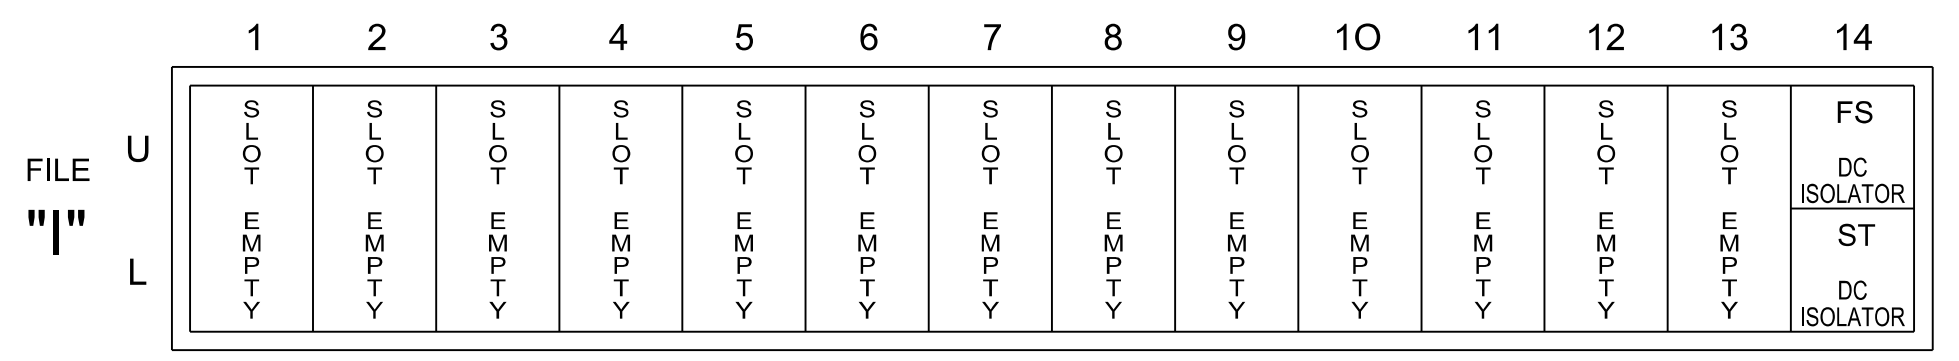 1 2 3 4 5 6 7 8 9 10 11 12 13 14
FILE
"I"
U
L
SLOT EMPTY
SLOT EMPTY
SLOT EMPTY
SLOT EMPTY
SLOT EMPTY
SLOT EMPTY
SLOT EMPTY
SLOT EMPTY
SLOT EMPTY
SLOT EMPTY
SLOT EMPTY
SLOT EMPTY
SLOT EMPTY
FS
DC
ISOLATOR
ST
DC
ISOLATOR